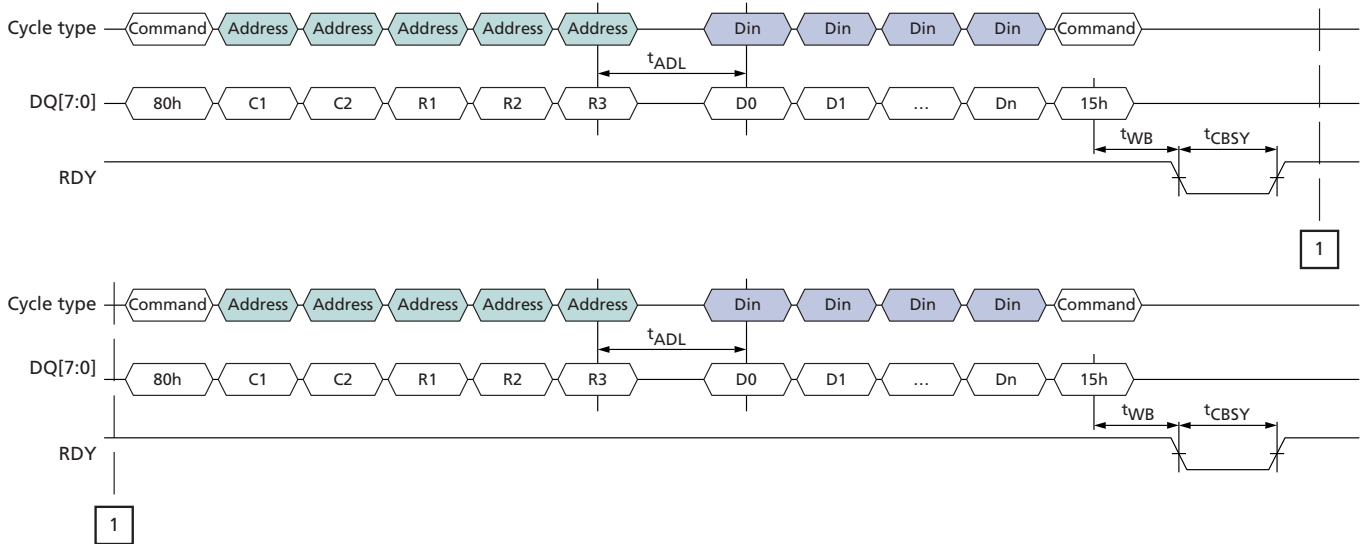 Cycle type Command Address Address Address Address Address Din Din Din Din Command
tADL
DQ[7:0] 80h C1 C2 R1 R2 R3 D0 D1 … Dn 15h
tWB tCBSY
RDY
1
Cycle type Command Address Address Address Address Address Din Din Din Din Command
tADL
DQ[7:0] 80h C1 C2 R1 R2 R3 D0 D1 … Dn 15h
tWB tCBSY
RDY
1